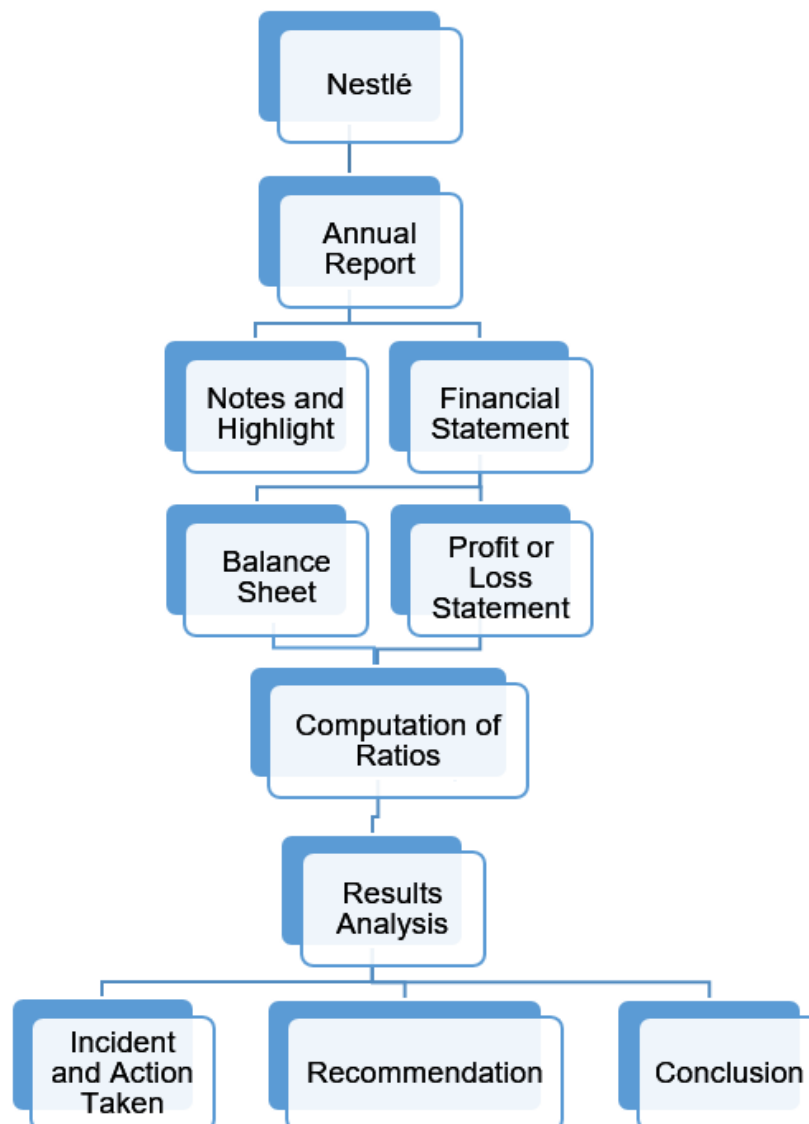 Nestlé
Annual
Report
Notes and
Highlight
Financial
Statement
Balance
Sheet
Profit or
Loss
Statement
Computation of
Ratios
Results
Analysis
Incident
and Action
Taken
Recommendation
Conclusion